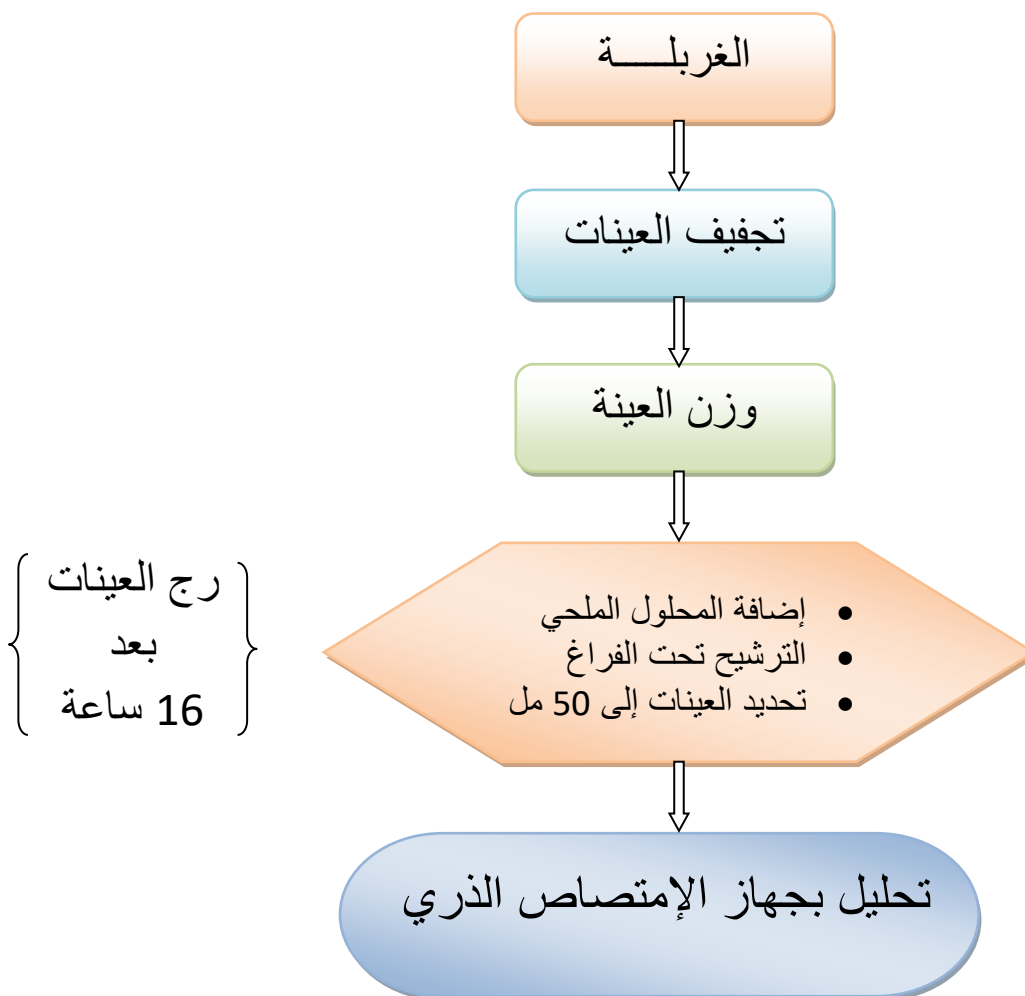 الغربلـــــة
تجفيف العينات
وزن العينة
إضافة المحلول الملحي
الترشيح تحت الفراغ
تحديد العينات إلى 50 مل
رج العينات
بعد
16 ساعة
تحليل بجهاز الإمتصاص الذري